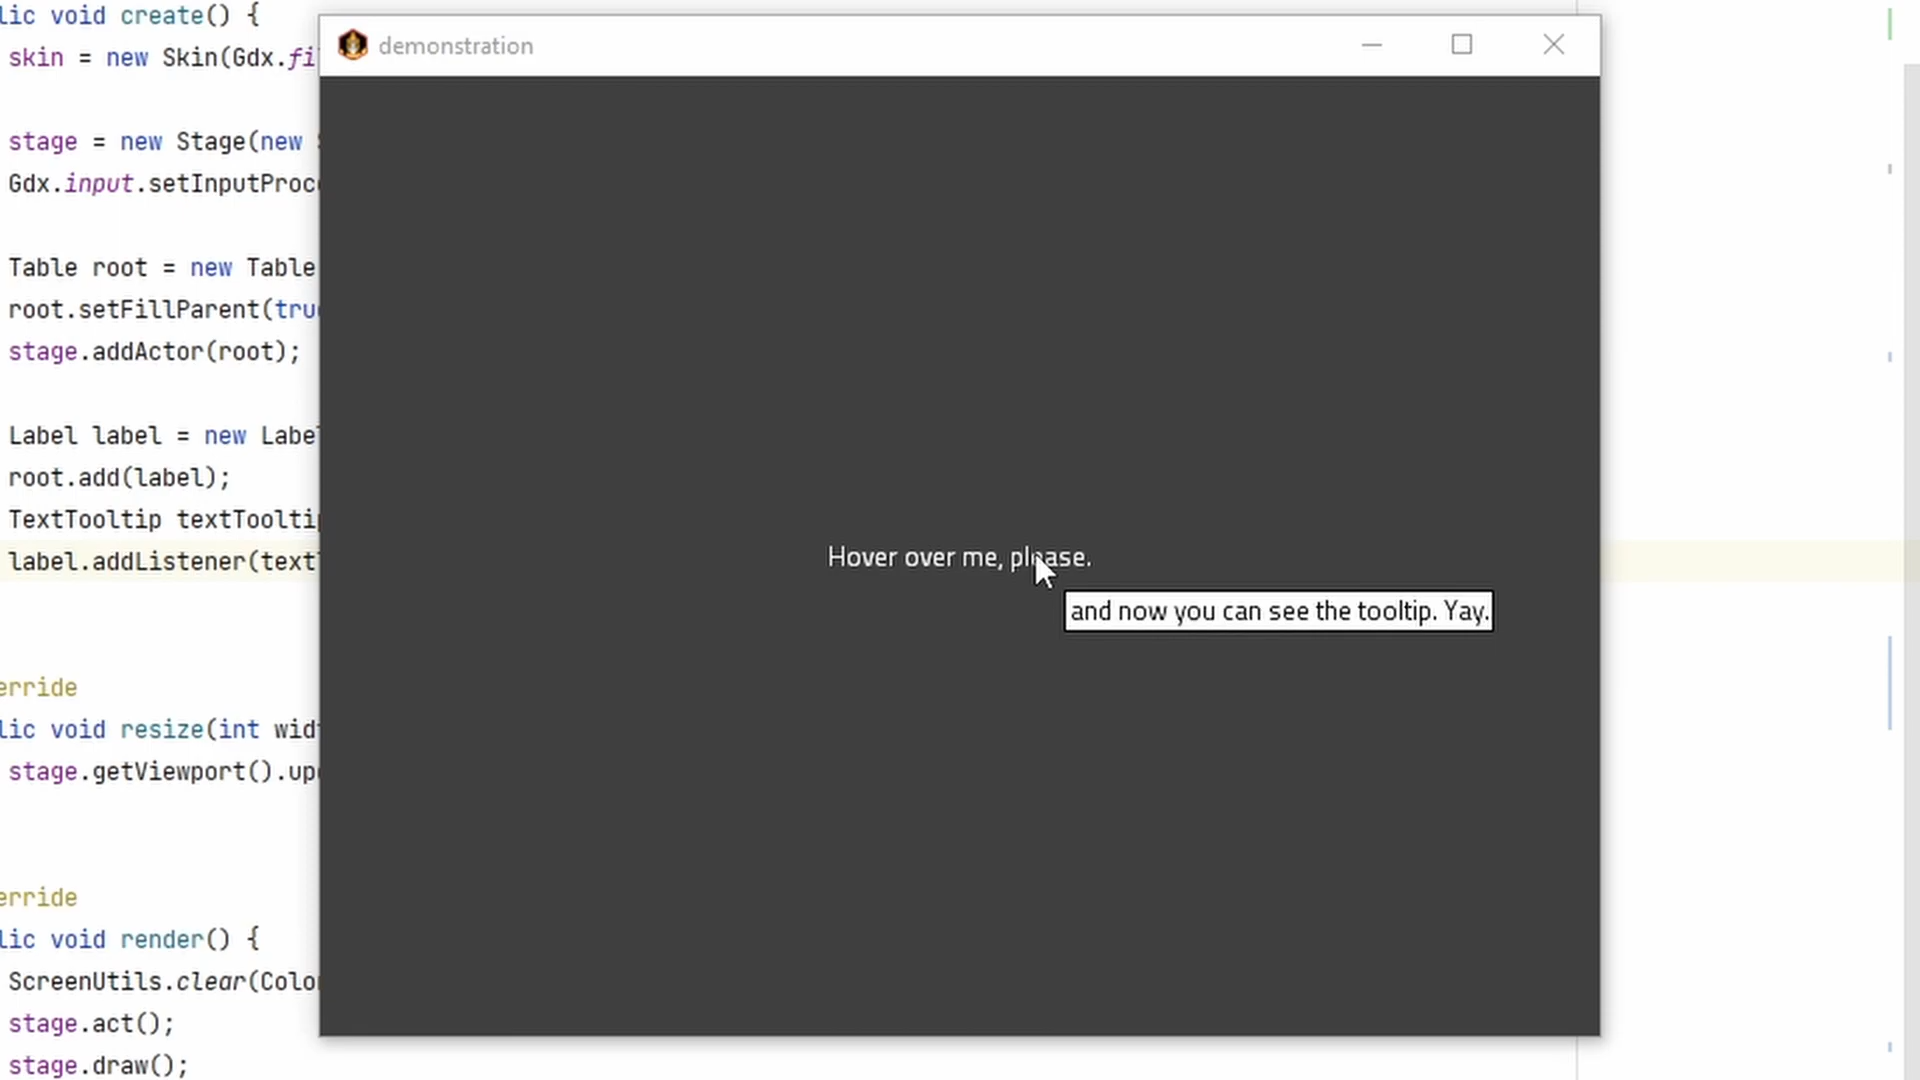 lic void create() {
skin = new Skin(Gdx.fi
stage = new Stage(new
Gdx.input.setInputProc
Table root = new Table
root.setFillParent(tru
stage.addActor(root);
Label label = new Labe
root.add(label);
TextTooltip textTooltip
label.addListener(text
erride
lic void resize(int wid
stage.getViewport().up
erride
lic void render() {
ScreenUtils.clear(Colo
stage.act();
stage.draw();
demonstration
Hover over me, please.
and now you can see the tooltip. Yay.